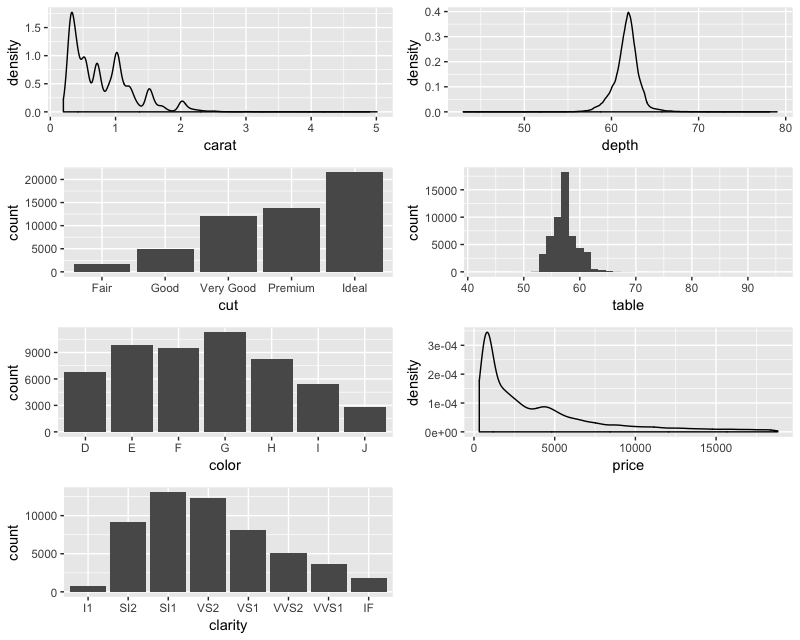 density
1.5
1.0
0.5
0.0
0 1 2 3 4 5
carat
density
0.4
0.3
0.2
0.1
0.0
50 60 70 80
depth
count
20000
15000
10000
5000
0
Fair Good Very Good Premium Ideal
cut
count
15000
10000
5000
0
40 50 60 70 80 90
table
count
9000
6000
3000
0
D E F G H I J
color
density
3e-04
2e-04
1e-04
0e+00
0 5000 10000 15000
price
count
10000
5000
0
I1 SI2 SI1 VS2 VS1 VVS2 VVS1 IF
clarity